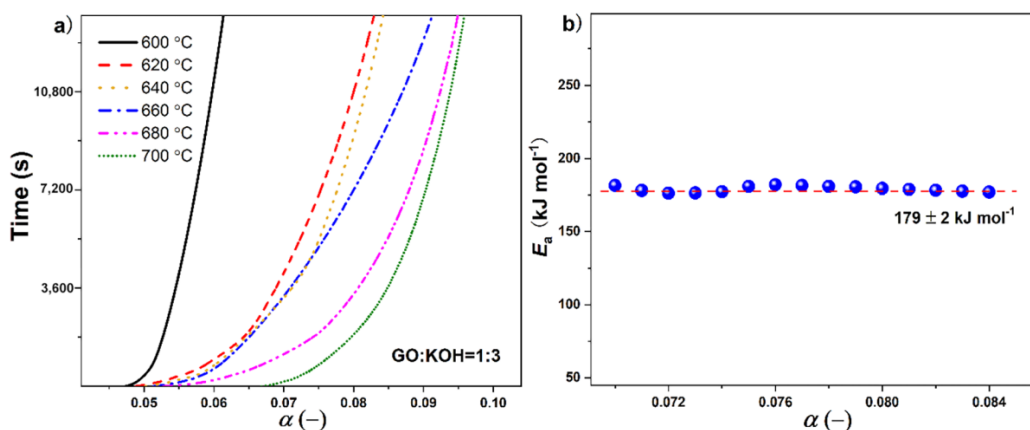 a)
600 °C
620 °C
640 °C
660 °C
680 °C
700 °C
10,800
7,200
3,600
Time (s)
GO:KOH=1:3
0.05 0.06 0.07 0.08 0.09 0.10
α (–)
b)
250
200
150
100
50
Eₐ (kJ mol⁻¹)
179 ± 2 kJ mol⁻¹
0.072 0.076 0.080 0.084
α (–)